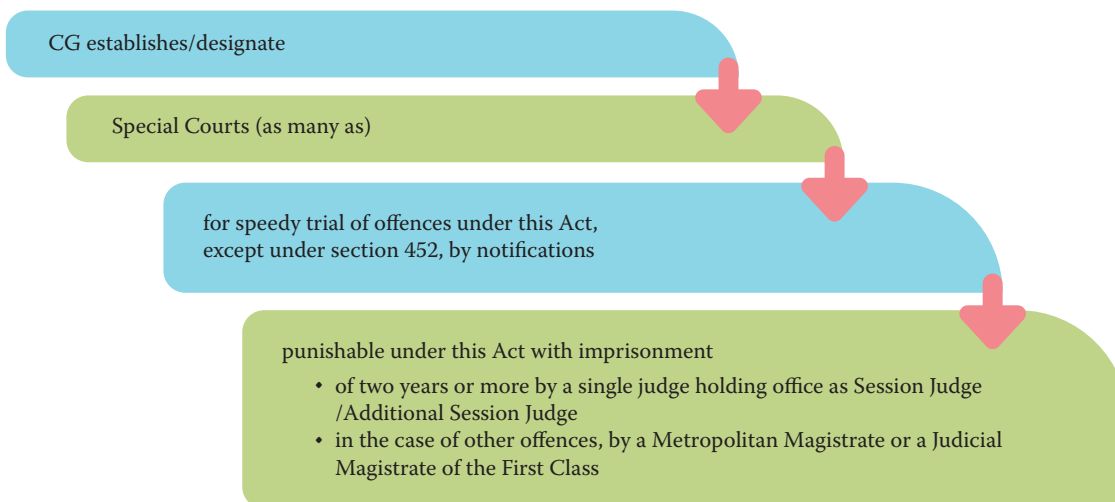 CG establishes/designate
Special Courts (as many as)
for speedy trial of offences under this Act,
except under section 452, by notifications
punishable under this Act with imprisonment
• of two years or more by a single judge holding office as Session Judge
/Additional Session Judge
• in the case of other offences, by a Metropolitan Magistrate or a Judicial
Magistrate of the First Class